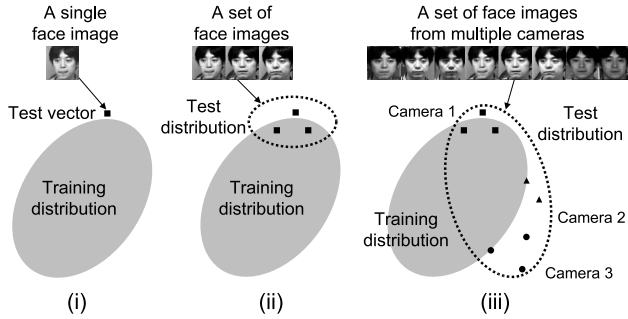 A single
face image
Test vector
Training
distribution
(i)
A set of
face images
Test
distribution
Training
distribution
(ii)
A set of face images
from multiple cameras
Camera 1
Test
distribution
Training
distribution
Camera 2
Camera 3
(iii)